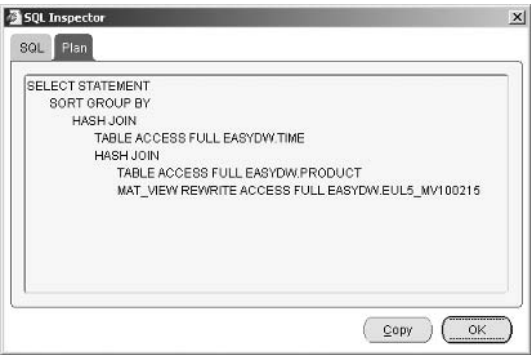 SQL Inspector
SQL Plan
SELECT STATEMENT
SORT GROUP BY
HASH JOIN
TABLE ACCESS FULL EASYDW.TIME
HASH JOIN
TABLE ACCESS FULL EASYDW.PRODUCT
MAT_VIEW REWRITE ACCESS FULL EASYDW.EUL5_MV100215
Copy OK